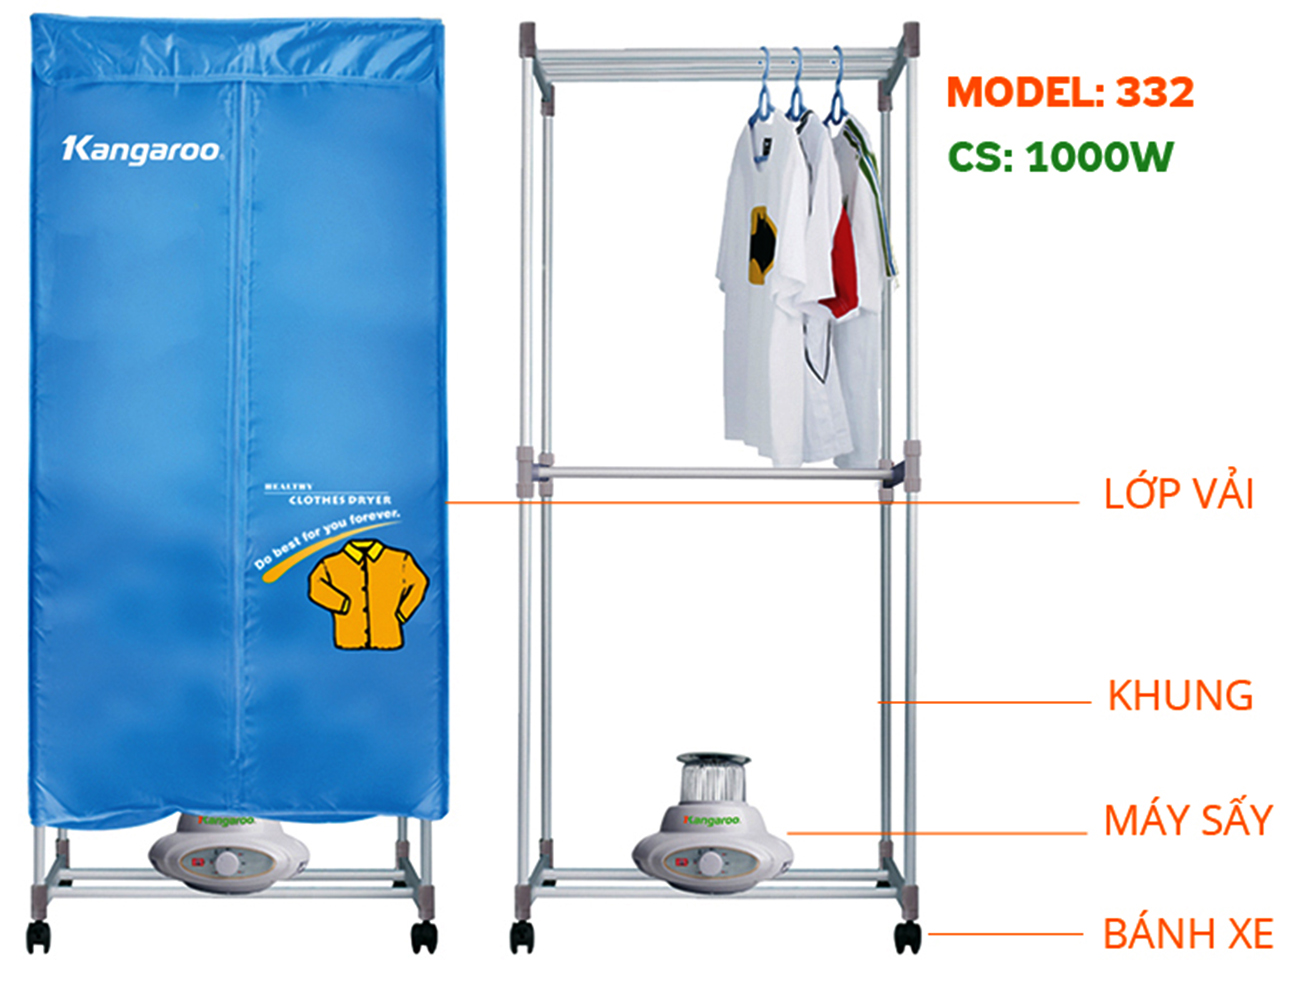 Kangaroo
HEALTHY
CLOTHES DRYER
Do best for you forever.
Kangaroo
Kangaroo
MODEL: 332
CS: 1000W
LỚP VẢI
KHUNG
MÁY SẤY
BÁNH XE